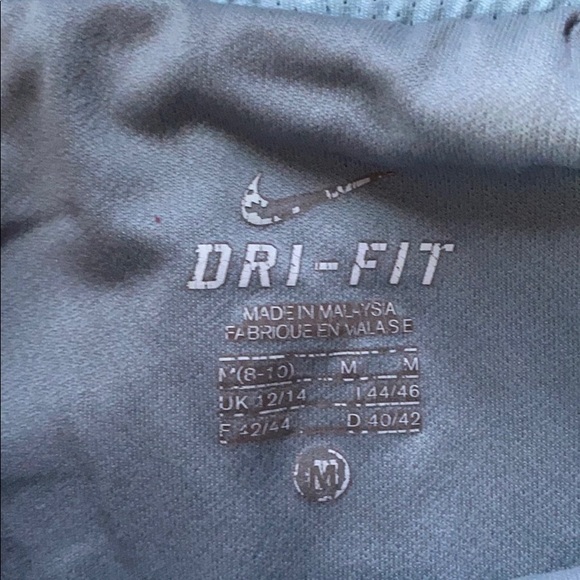 DRI-FIT
MADE IN MALAYSIA
FABRIQUE EN MALAISIE
M(8-10) M M
UK 12/14 I 44/46
F 42/44 D 40/42
M